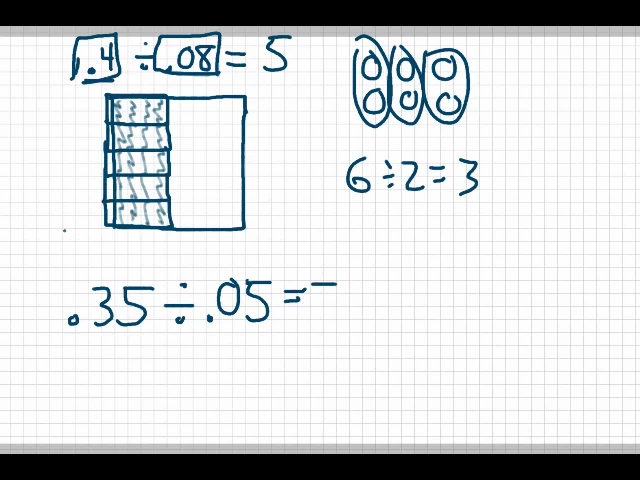 .4 ÷ .08 = 5
6 ÷ 2 = 3
.35 ÷ .05 =